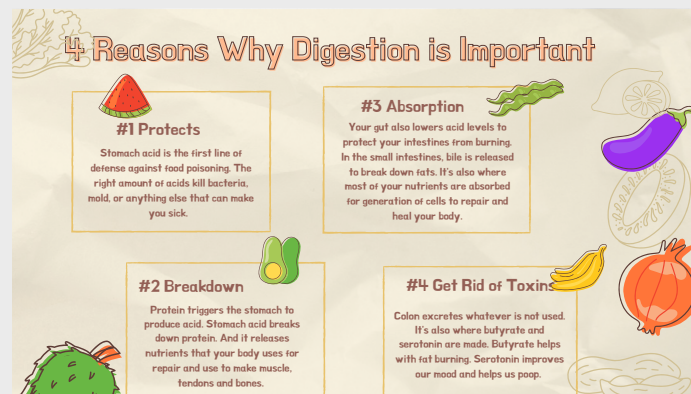 4 Reasons Why Digestion is Important
#1 Protects
Stomach acid is the first line of
defense against food poisoning. The
right amount of acids kill bacteria,
mold, or anything else that can make
you sick.
#2 Breakdown
Protein triggers the stomach to
produce acid. Stomach acid breaks
down protein. And it releases
nutrients that your body uses for
repair and use to make muscle,
tendons and bones.
#3 Absorption
Your gut also lowers acid levels to
protect your intestines from burning.
In the small intestines, bile is released
to break down fats. It's also where
most of your nutrients are absorbed
for generation of cells to repair and
heal your body.
#4 Get Rid of Toxins
Colon excretes whatever is not used.
It's also where butyrate and
serotonin are made. Butyrate helps
with fat burning. Serotonin improves
our mood and helps us poop.